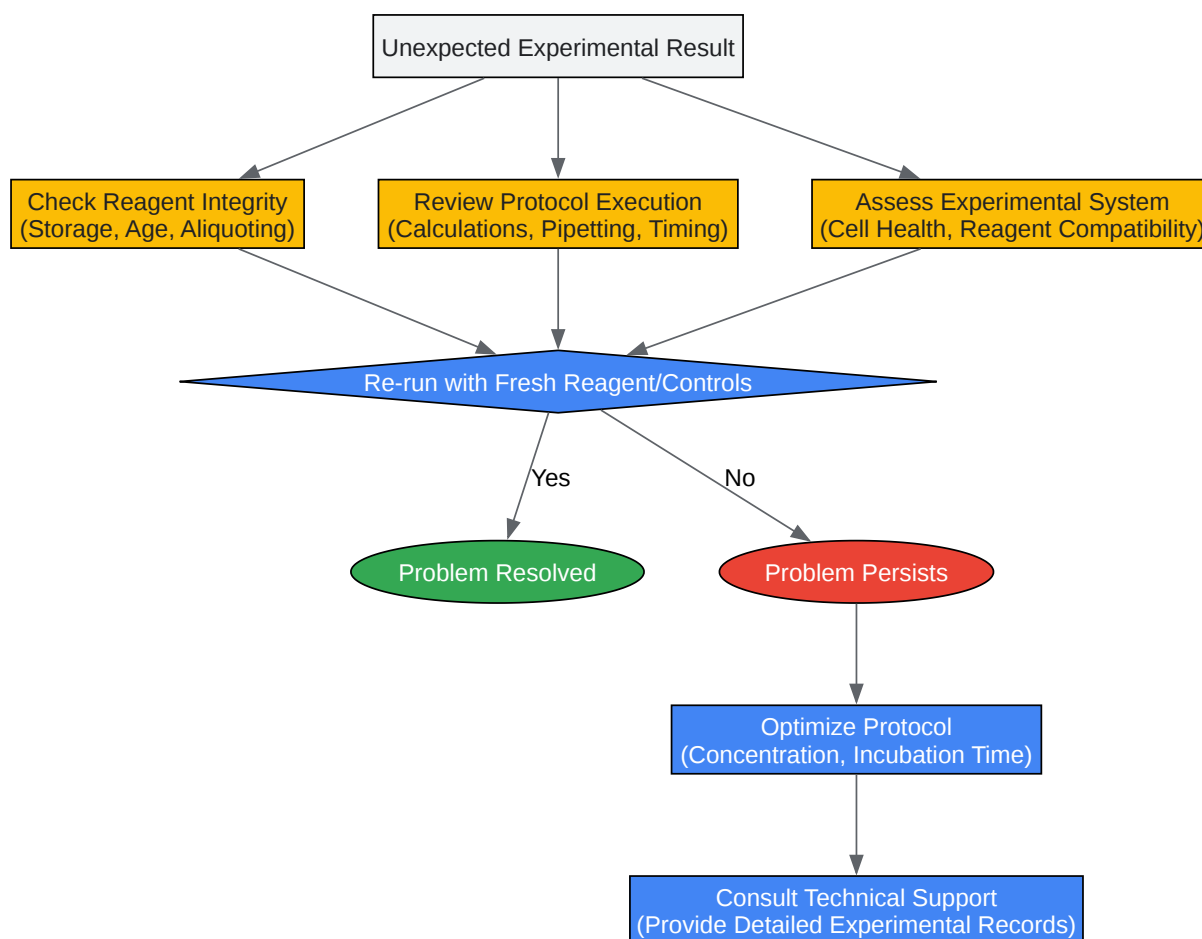 Unexpected Experimental Result
Check Reagent Integrity
(Storage, Age, Aliquoting)
Review Protocol Execution
(Calculations, Pipetting, Timing)
Assess Experimental System
(Cell Health, Reagent Compatibility)
Re-run with Fresh Reagent/Controls
Yes
No
Problem Resolved
Problem Persists
Optimize Protocol
(Concentration, Incubation Time)
Consult Technical Support
(Provide Detailed Experimental Records)